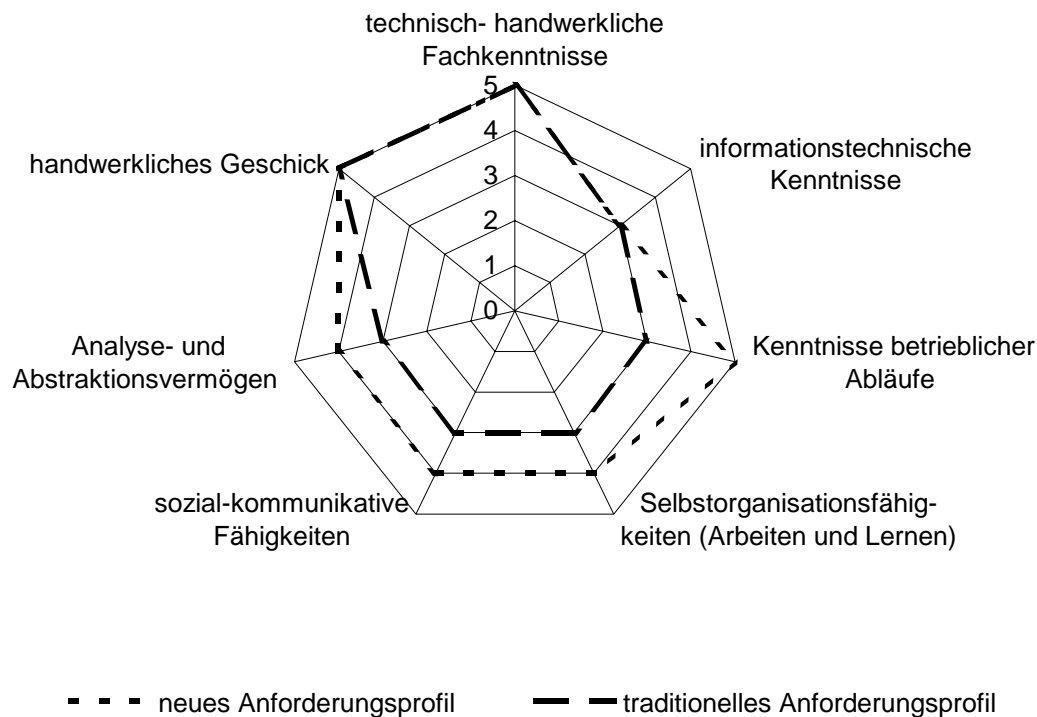 technisch- handwerkliche
Fachkenntnisse
5
4
3
2
1
0
informationstechnische
Kenntnisse
handwerkliches Geschick
Kenntnisse betrieblicher
Abläufe
Analyse- und
Abstraktionsvermögen
sozial-kommunikative
Fähigkeiten
Selbstorganisationsfähig-
keiten (Arbeiten und Lernen)
neues Anforderungsprofil
traditionelles Anforderungsprofil